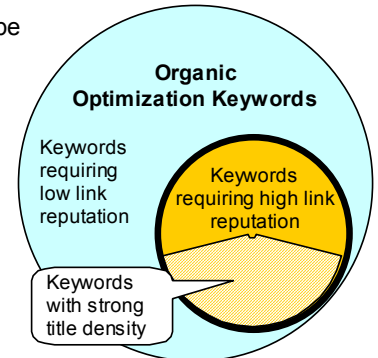 be
Organic
Optimization Keywords
Keywords
requiring
low link
reputation
Keywords
requiring high link
reputation
Keywords
with strong
title density